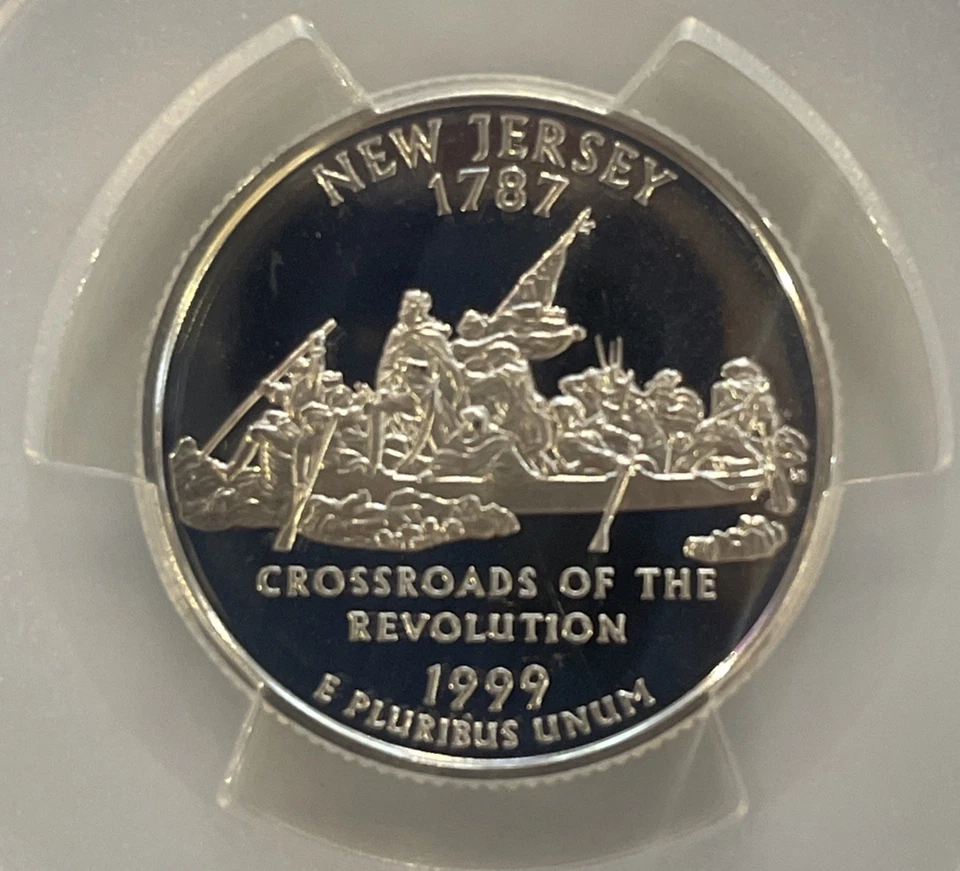 NEW JERSEY
1787
CROSSROADS OF THE
REVOLUTION
1999
E PLURIBUS UNUM